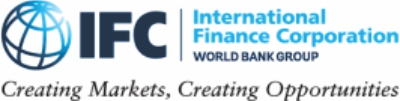 IFC
International
Finance Corporation
WORLD BANK GROUP
Creating Markets, Creating Opportunities